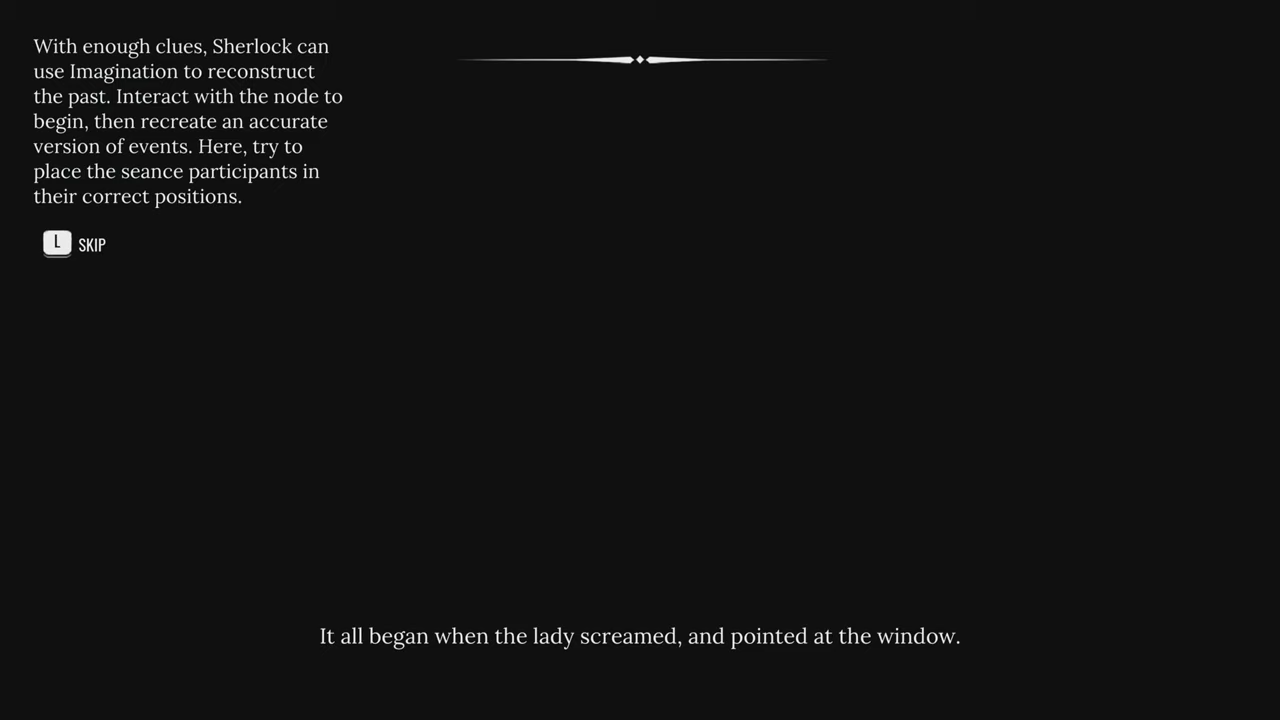 With enough clues, Sherlock can
use Imagination to reconstruct
the past. Interact with the node to
begin, then recreate an accurate
version of events. Here, try to
place the seance participants in
their correct positions.
L SKIP
It all began when the lady screamed, and pointed at the window.